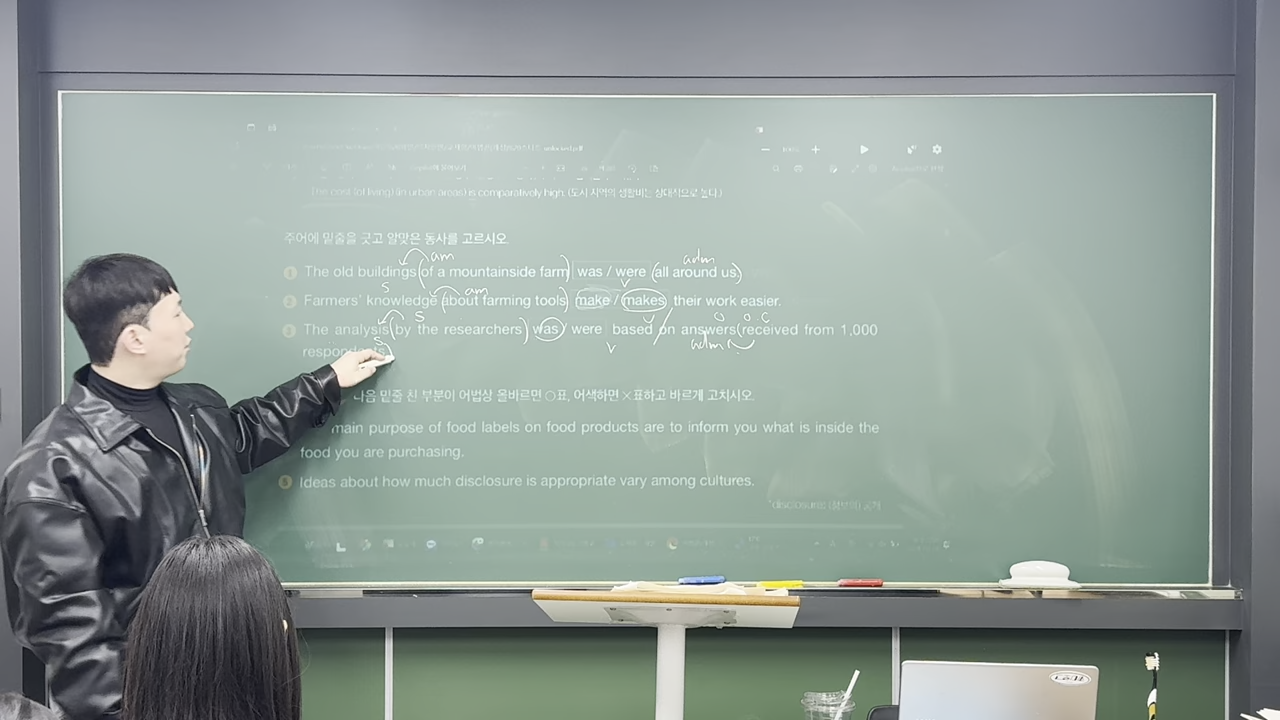 The cost (of living) (in urban areas) is comparatively high. (도시 지역의 생활비는 상대적으로 높다.)
주어에 밑줄을 긋고 알맞은 동사를 고르시오.
am adm
1 The old buildings (of a mountainside farm) was / were (all around us)
S am V
2 Farmers' knowledge (about farming tools) make / makes their work easier.
S V O O.C
3 The analysis (by the researchers) was / were based on answers (received from 1,000
S V adm
respondents.
다음 밑줄 친 부분이 어법상 올바르면 ○표, 어색하면 ×표하고 바르게 고치시오.
main purpose of food labels on food products are to inform you what is inside the
food you are purchasing.
5 Ideas about how much disclosure is appropriate vary among cultures.
*disclosure (정보의) 공개